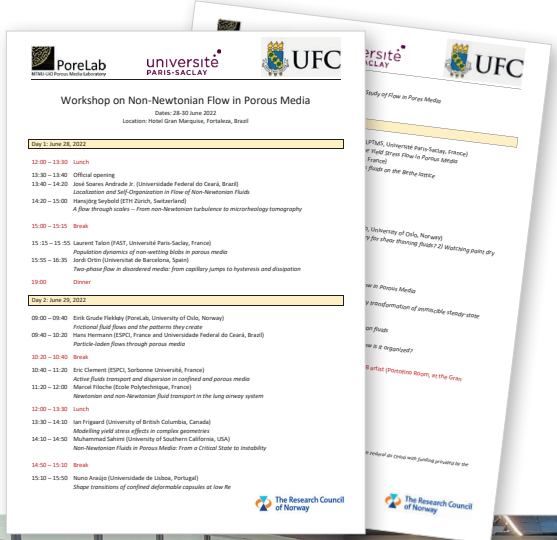 PoreLab
NTNU-UiO Porous Media Laboratory
université
PARIS-SACLAY
UFC
Workshop on Non-Newtonian Flow in Porous Media
Dates: 28-30 June 2022
Location: Hotel Gran Marquise, Fortaleza, Brazil
Day 1: June 28, 2022
12:00 – 13:30 Lunch
13:30 – 13:40 Official opening
13:40 – 14:20 José Soares Andrade Jr. (Universidade Federal do Ceará, Brazil)
Localization and Self-Organization in Flow of Non-Newtonian Fluids
14:20 – 15:00 Hansjörg Seybold (ETH Zürich, Switzerland)
A flow through scales – From non-Newtonian turbulence to microrheology tomography
15:00 – 15:15 Break
15 :15 – 15 :55 Laurent Talon (FAST, Université Paris-Saclay, France)
Population dynamics of non-wetting blobs in porous media
15:55 – 16:35 Jordi Ortín (Universitat de Barcelona, Spain)
Two-phase flow in disordered media: from capillary jumps to hysteresis and dissipation
19:00 Dinner
Day 2: June 29, 2022
09:00 – 09:40 Eirik Grude Flekkøy (PoreLab, University of Oslo, Norway)
Frictional fluid flows and the patterns they create
09:40 – 10:20 Hans Hermann (ESPCI, France and Universidade Federal do Ceará, Brazil)
Particle-laden flows through porous media
10:20 – 10:40 Break
10:40 – 11:20 Eric Clement (ESPCI, Sorbonne Université, France)
Active fluids transport and dispersion in confined and porous media
11:20 – 12:00 Marcel Filoche (Ecole Polytechnique, France)
Newtonian and non-Newtonian fluid transport in the lung airway system
12:00 – 13:30 Lunch
13:30 – 14:10 Ian Frigaard (University of British Columbia, Canada)
Modelling yield stress effects in complex geometries
14:10 – 14:50 Muhammad Sahimi (University of Southern California, USA)
Non-Newtonian Fluids in Porous Media: From a Critical State to Instability
14:50 – 15:10 Break
15:10 – 15:50 Nuno Araújo (Universidade de Lisboa, Portugal)
Shape transitions of confined deformable capsules at low Re
The Research Council
of Norway
ersité
-SACLAY
UFC
Study of Flow in Pores Media
LPTMS, Université Paris-Saclay, France)
Yield Stress Flow in Porous Media
France)
fluids on the Bethe lattice
, University of Oslo, Norway)
for shear thinning fluids? 2) Watching paint dry
in Porous Media
transformation of immiscible steady-state
fluids
is it organized?
artist (Portolino Room, at the Gran
with funding provided by the
The Research Council
of Norway